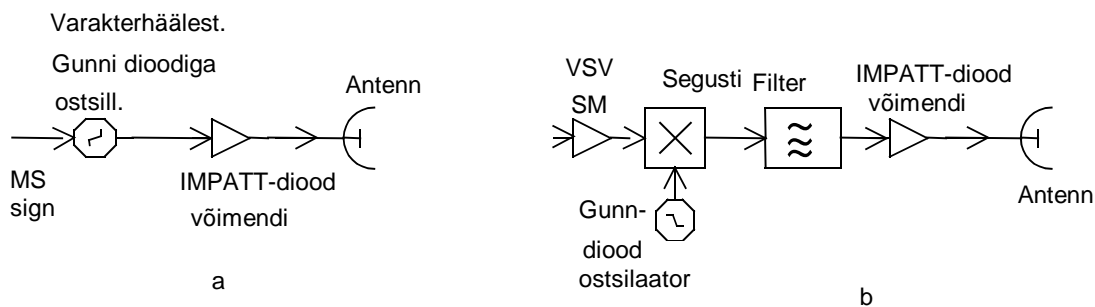 Varakterhäälest.
Gunni dioodiga
ostsill.
Antenn
MS
sign
IMPATT-diood
võimendi
a
VSV
SM
Segusti
Filter
IMPATT-diood
võimendi
Antenn
Gunn-
diood
ostsilaator
b